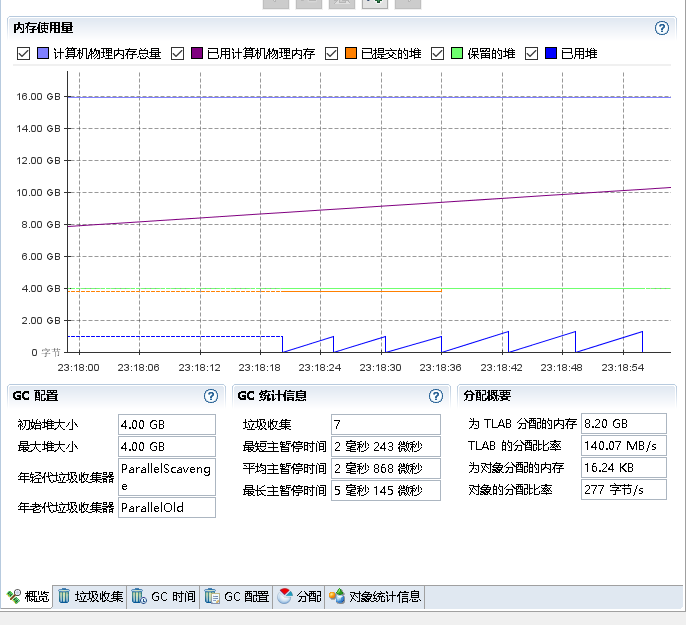 内存使用量
计算机物理内存总量 已用计算机物理内存 已提交的堆 保留的堆 已用堆
16.00 GB
14.00 GB
12.00 GB
10.00 GB
8.00 GB
6.00 GB
4.00 GB
2.00 GB
0 字节
23:18:00 23:18:06 23:18:12 23:18:18 23:18:24 23:18:30 23:18:36 23:18:42 23:18:48 23:18:54
GC 配置
初始堆大小 4.00 GB
最大堆大小 4.00 GB
年轻代垃圾收集器 ParallelScaveng
e
年老代垃圾收集器 ParallelOld
GC 统计信息
垃圾收集 7
最短主暂停时间 2 毫秒 243 微秒
平均主暂停时间 2 毫秒 868 微秒
最长主暂停时间 5 毫秒 145 微秒
分配概要
为 TLAB 分配的内存 8.20 GB
TLAB 的分配比率 140.07 MB/s
为对象分配的内存 16.24 KB
对象的分配比率 277 字节/s
概览 垃圾收集 GC 时间 GC 配置 分配 对象统计信息